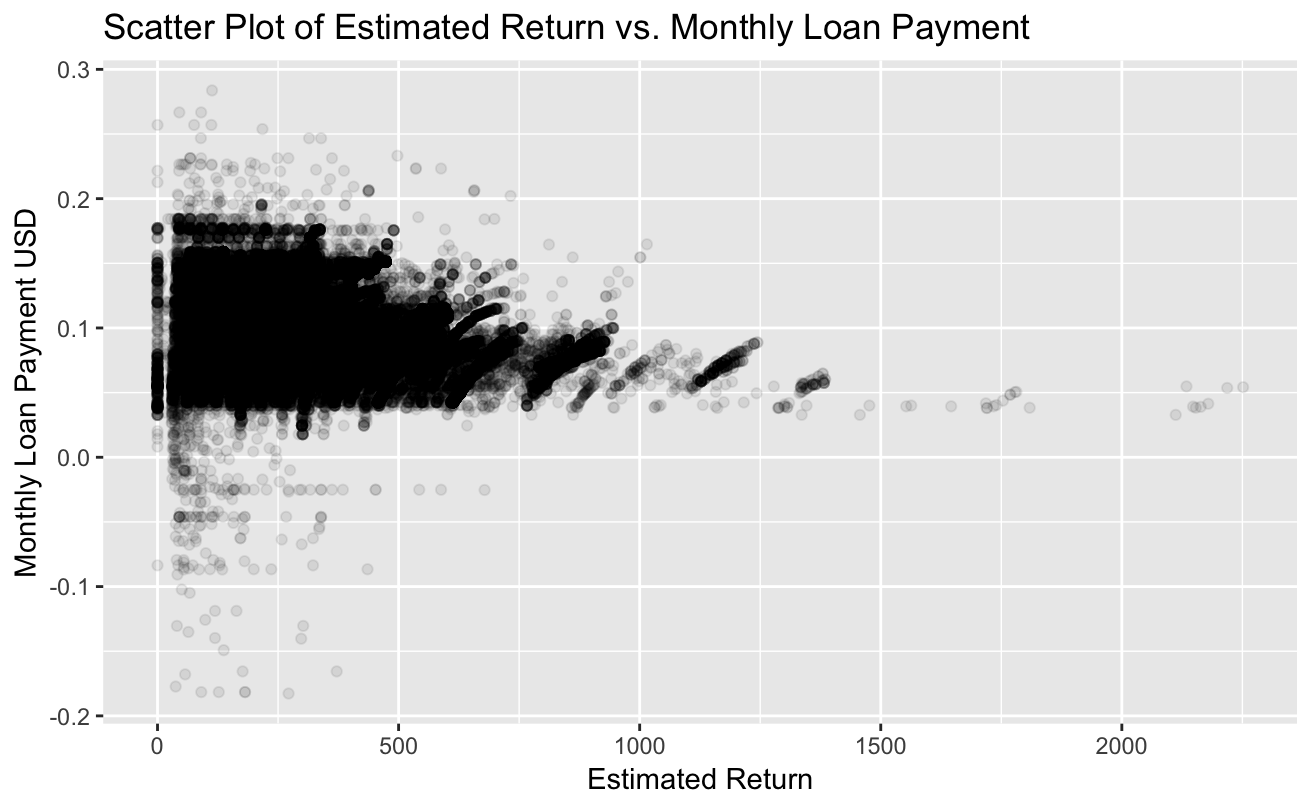 Scatter Plot of Estimated Return vs. Monthly Loan Payment
Monthly Loan Payment USD
0.3
0.2
0.1
0.0
-0.1
-0.2
0 500 1000 1500 2000
Estimated Return